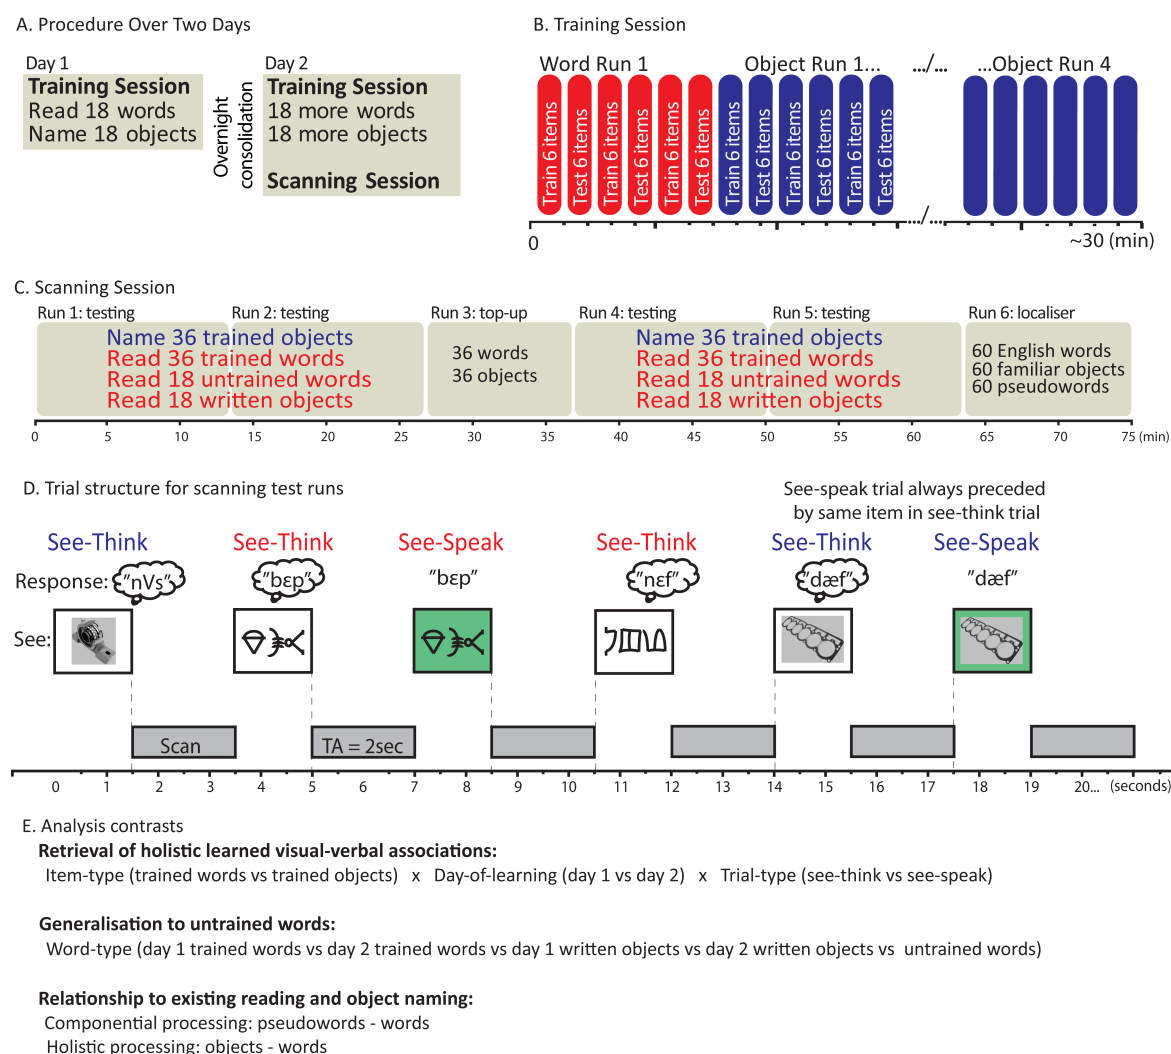 A. Procedure Over Two Days
Day 1
Training Session
Read 18 words
Name 18 objects
Overnight
consolidation
Day 2
Training Session
18 more words
18 more objects
Scanning Session
B. Training Session
Word Run 1
Object Run 1...
.../...
...Object Run 4
Train 6 items
Test 6 items
Train 6 items
Test 6 items
Train 6 items
Test 6 items
Train 6 items
Test 6 items
Train 6 items
Test 6 items
Train 6 items
Test 6 items
.../...
0
~30 (min)
C. Scanning Session
Run 1: testing
Run 2: testing
Run 3: top-up
Run 4: testing
Run 5: testing
Run 6: localiser
Name 36 trained objects
Read 36 trained words
Read 18 untrained words
Read 18 written objects
36 words
36 objects
Name 36 trained objects
Read 36 trained words
Read 18 untrained words
Read 18 written objects
60 English words
60 familiar objects
60 pseudowords
0 5 10 15 20 25 30 35 40 45 50 55 60 65 70 75 (min)
D. Trial structure for scanning test runs
See-speak trial always preceded
by same item in see-think trial
See-Think See-Think See-Speak See-Think See-Think See-Speak
Response: "nVs" "bɛp" "bɛp" "nɛf" "dæf" "dæf"
See:
Scan
TA = 2sec
0 1 2 3 4 5 6 7 8 9 10 11 12 13 14 15 16 17 18 19 20... (seconds)
E. Analysis contrasts
Retrieval of holistic learned visual-verbal associations:
Item-type (trained words vs trained objects) x Day-of-learning (day 1 vs day 2) x Trial-type (see-think vs see-speak)
Generalisation to untrained words:
Word-type (day 1 trained words vs day 2 trained words vs day 1 written objects vs day 2 written objects vs untrained words)
Relationship to existing reading and object naming:
Componential processing: pseudowords - words
Holistic processing: objects - words